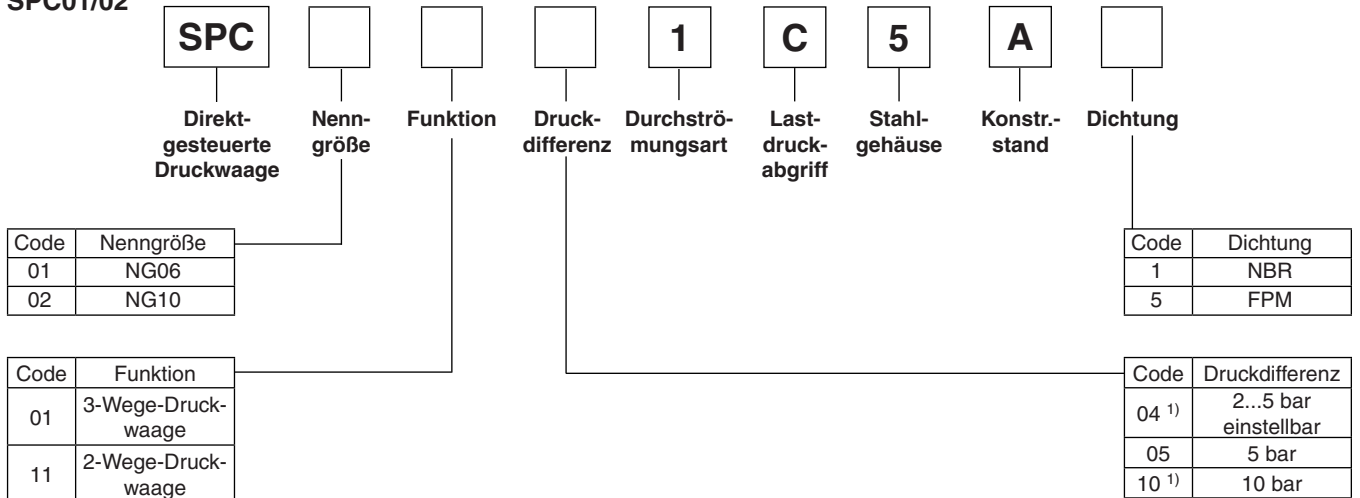 SPC01/02
SPC 1 C 5 A
Direkt-
gesteuerte
Druckwaage
Nenn-
größe
Funktion
Druck-
differenz
Durchströ-
mungsart
Last-
druck-
abgriff
Stahl-
gehäuse
Konstr.-
stand
Dichtung
Code Nenngröße
01 NG06
02 NG10
Code Dichtung
1 NBR
5 FPM
Code Funktion
01 3-Wege-Druck-
waage
11 2-Wege-Druck-
waage
Code Druckdifferenz
04 1) 2...5 bar
einstellbar
05 5 bar
10 1) 10 bar